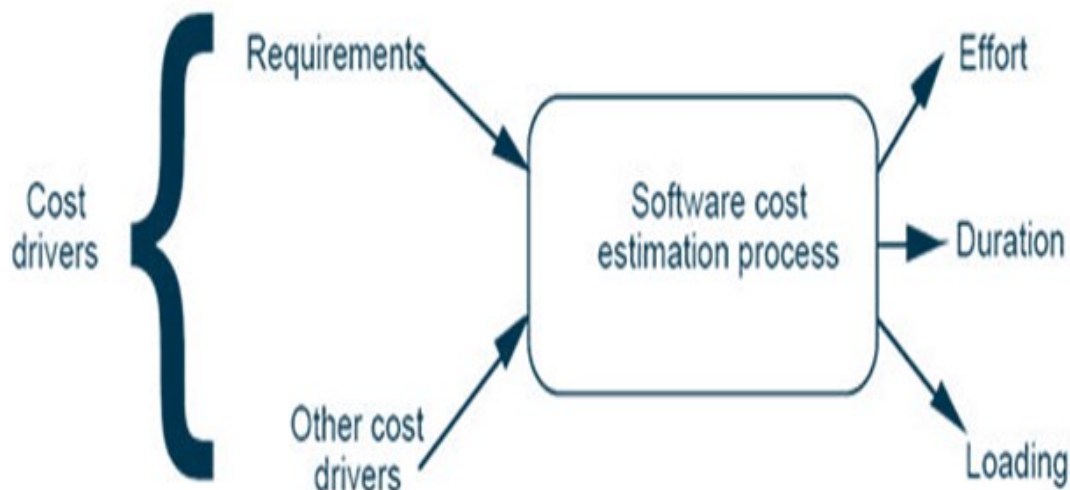 Cost
drivers
Requirements
Other cost
drivers
Software cost
estimation process
Effort
Duration
Loading